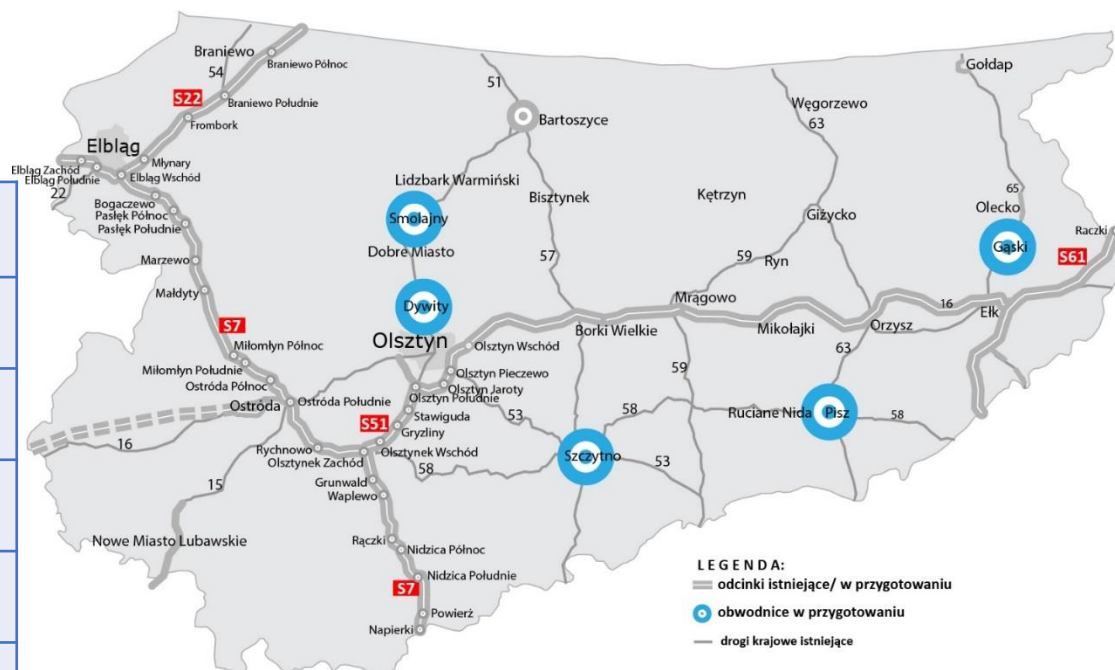 Braniewo
Braniewo Północ
54
S22
Braniewo Południe
Frombork
Elbląg
Młynary
Elbląg Zachód
Elbląg Południe
Elbląg Wschód
22
Bogaczewo
Pasłęk Północ
Pasłęk Południe
Marzewo
Małdyty
S7
Miłomłyn Północ
Miłomłyn Południe
Ostróda Północ
Ostróda
Ostróda Południe
16
15
Rychnowo
Olsztynek Zachód
Grunwald
Waplewo
Nowe Miasto Lubawskie
Rączki
Nidzica Północ
Nidzica Południe
S7
Powierż
Napierki
51
Bartoszyce
Lidzbark Warmiński
Smolajny
Dobre Miasto
Dywity
Olsztyn
Bisztynek
57
Olsztyn Wschód
Olsztyn Pieczewo
Olsztyn Jaroty
Olsztyn Południe
Stawiguda
S51
Gryzliny
Olsztynek Wschód
58
53
Szczytno
58
53
59
Borki Wielkie
Mrągowo
Kętrzyn
Węgorzewo
63
Giżycko
59
Ryn
Mikołajki
Orzysz
63
16
Ełk
Ruciane Nida
Pisz
58
Gołdap
65
Olecko
Gąski
S61
Raczki
LEGENDA:
odcinki istniejące/ w przygotowaniu
obwodnice w przygotowaniu
drogi krajowe istniejące